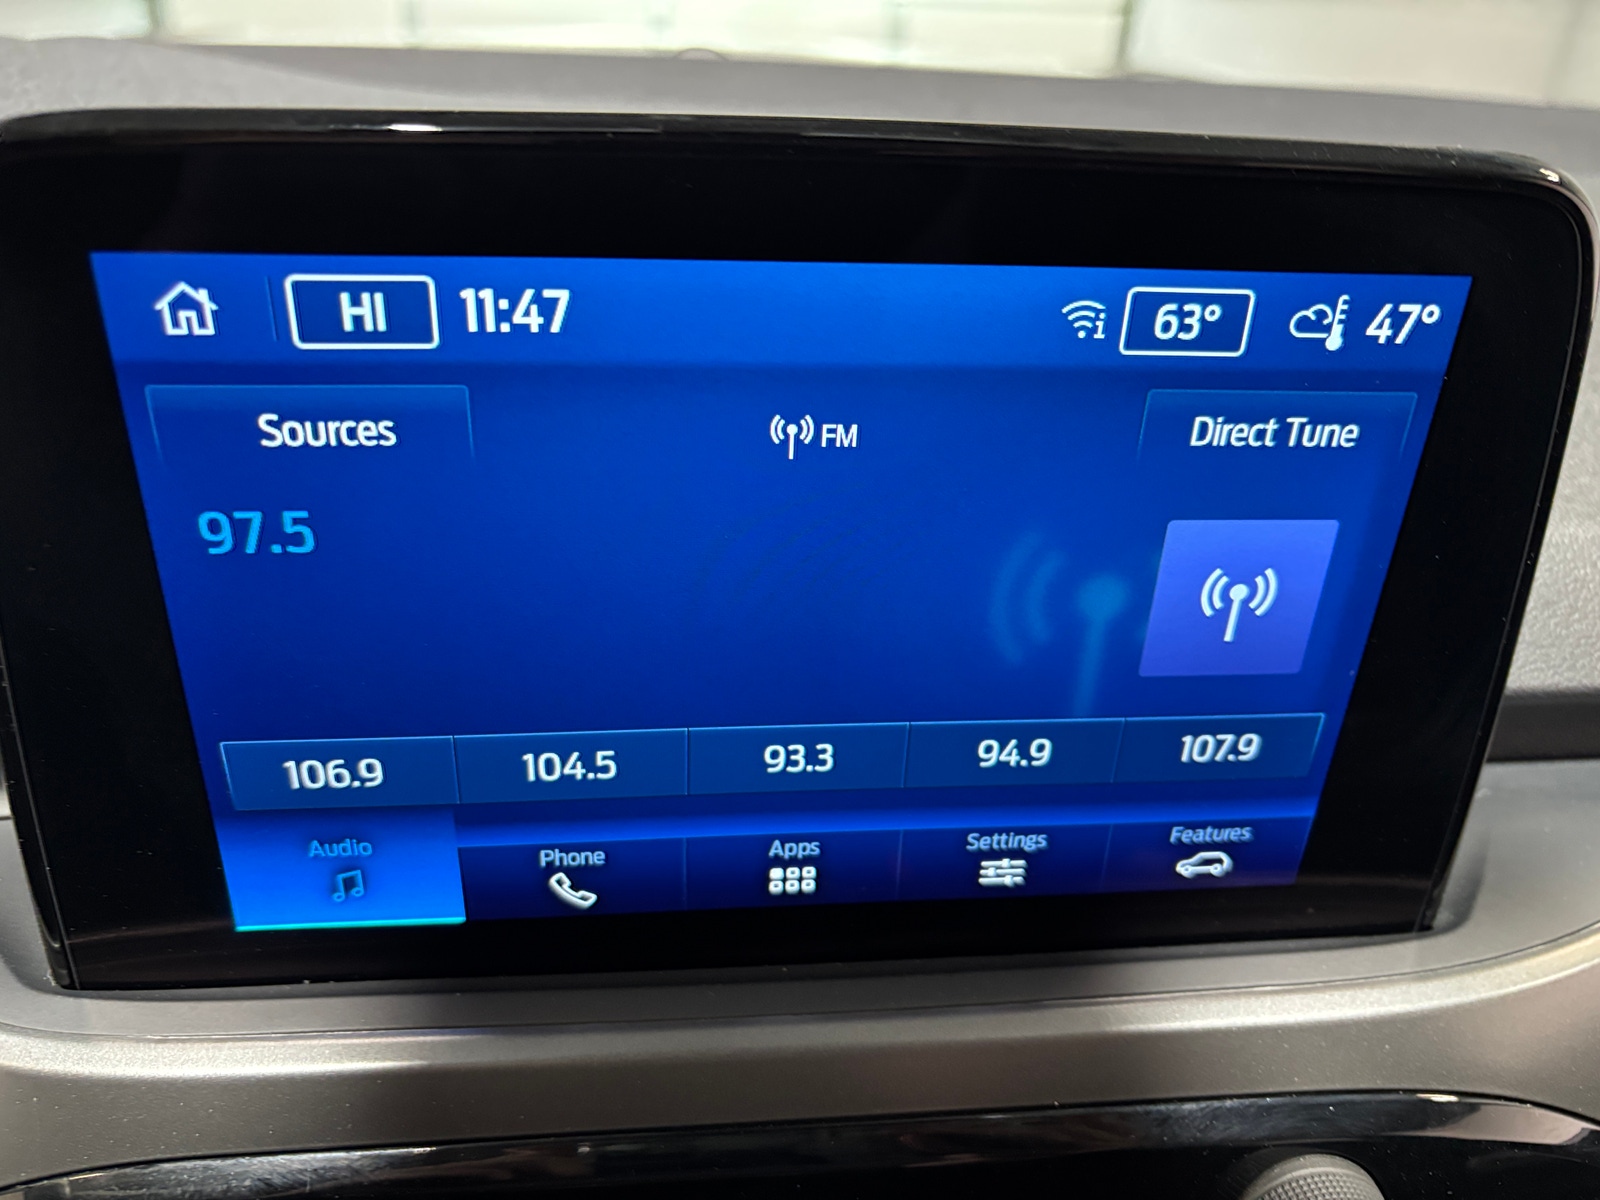 HI 11:47 63° 47°
Sources FM Direct Tune
97.5
106.9 104.5 93.3 94.9 107.9
Audio Phone Apps Settings Features